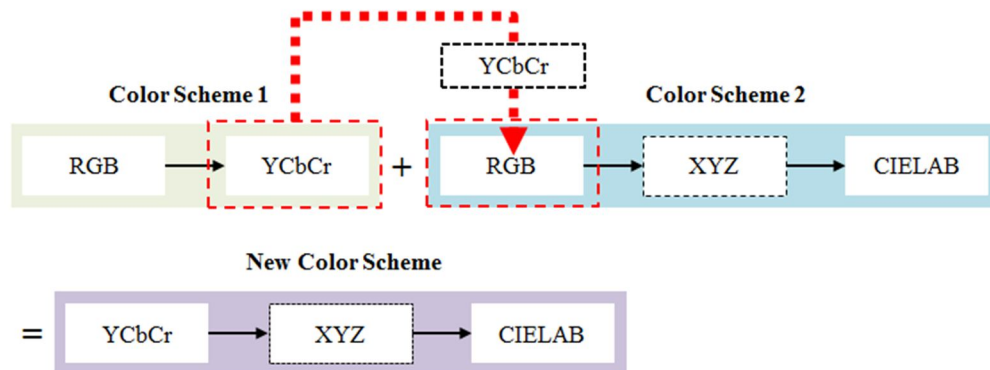 YCbCr
Color Scheme 1
Color Scheme 2
RGB
YCbCr
+
RGB
XYZ
CIELAB
New Color Scheme
=
YCbCr
XYZ
CIELAB